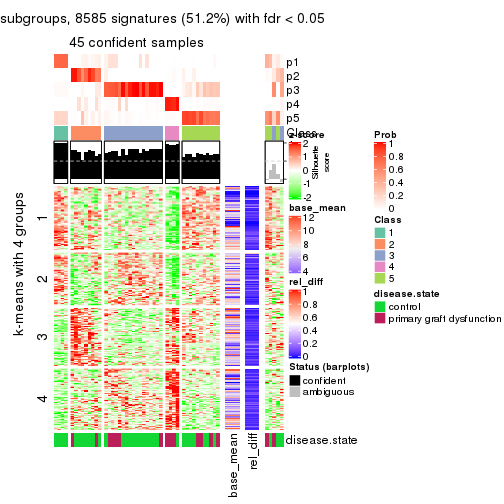 subgroups, 8585 signatures (51.2%) with fdr < 0.05
45 confident samples
p1
p2
p3
p4
p5
Class
Silhouette
score
1
2
3
4
k-means with 4 groups
disease.state
base_mean
rel_diff
z-score
2
1
0
-1
-2
base_mean
12
10
8
6
4
rel_diff
1
0.8
0.6
0.4
0.2
0
Status (barplots)
confident
ambiguous
Prob
1
0.8
0.6
0.4
0.2
0
Class
1
2
3
4
5
disease.state
control
primary graft dysfunction